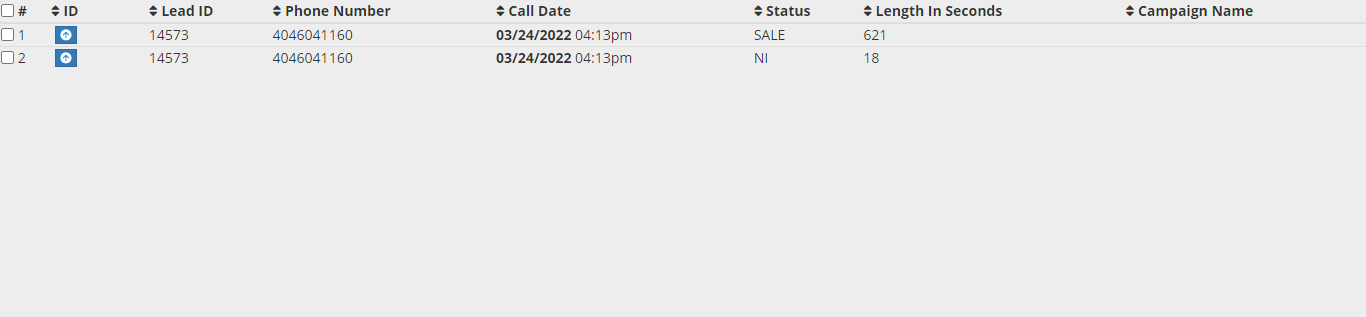 # ID Lead ID Phone Number Call Date Status Length In Seconds Campaign Name
1 14573 4046041160 03/24/2022 04:13pm SALE 621
2 14573 4046041160 03/24/2022 04:13pm NI 18